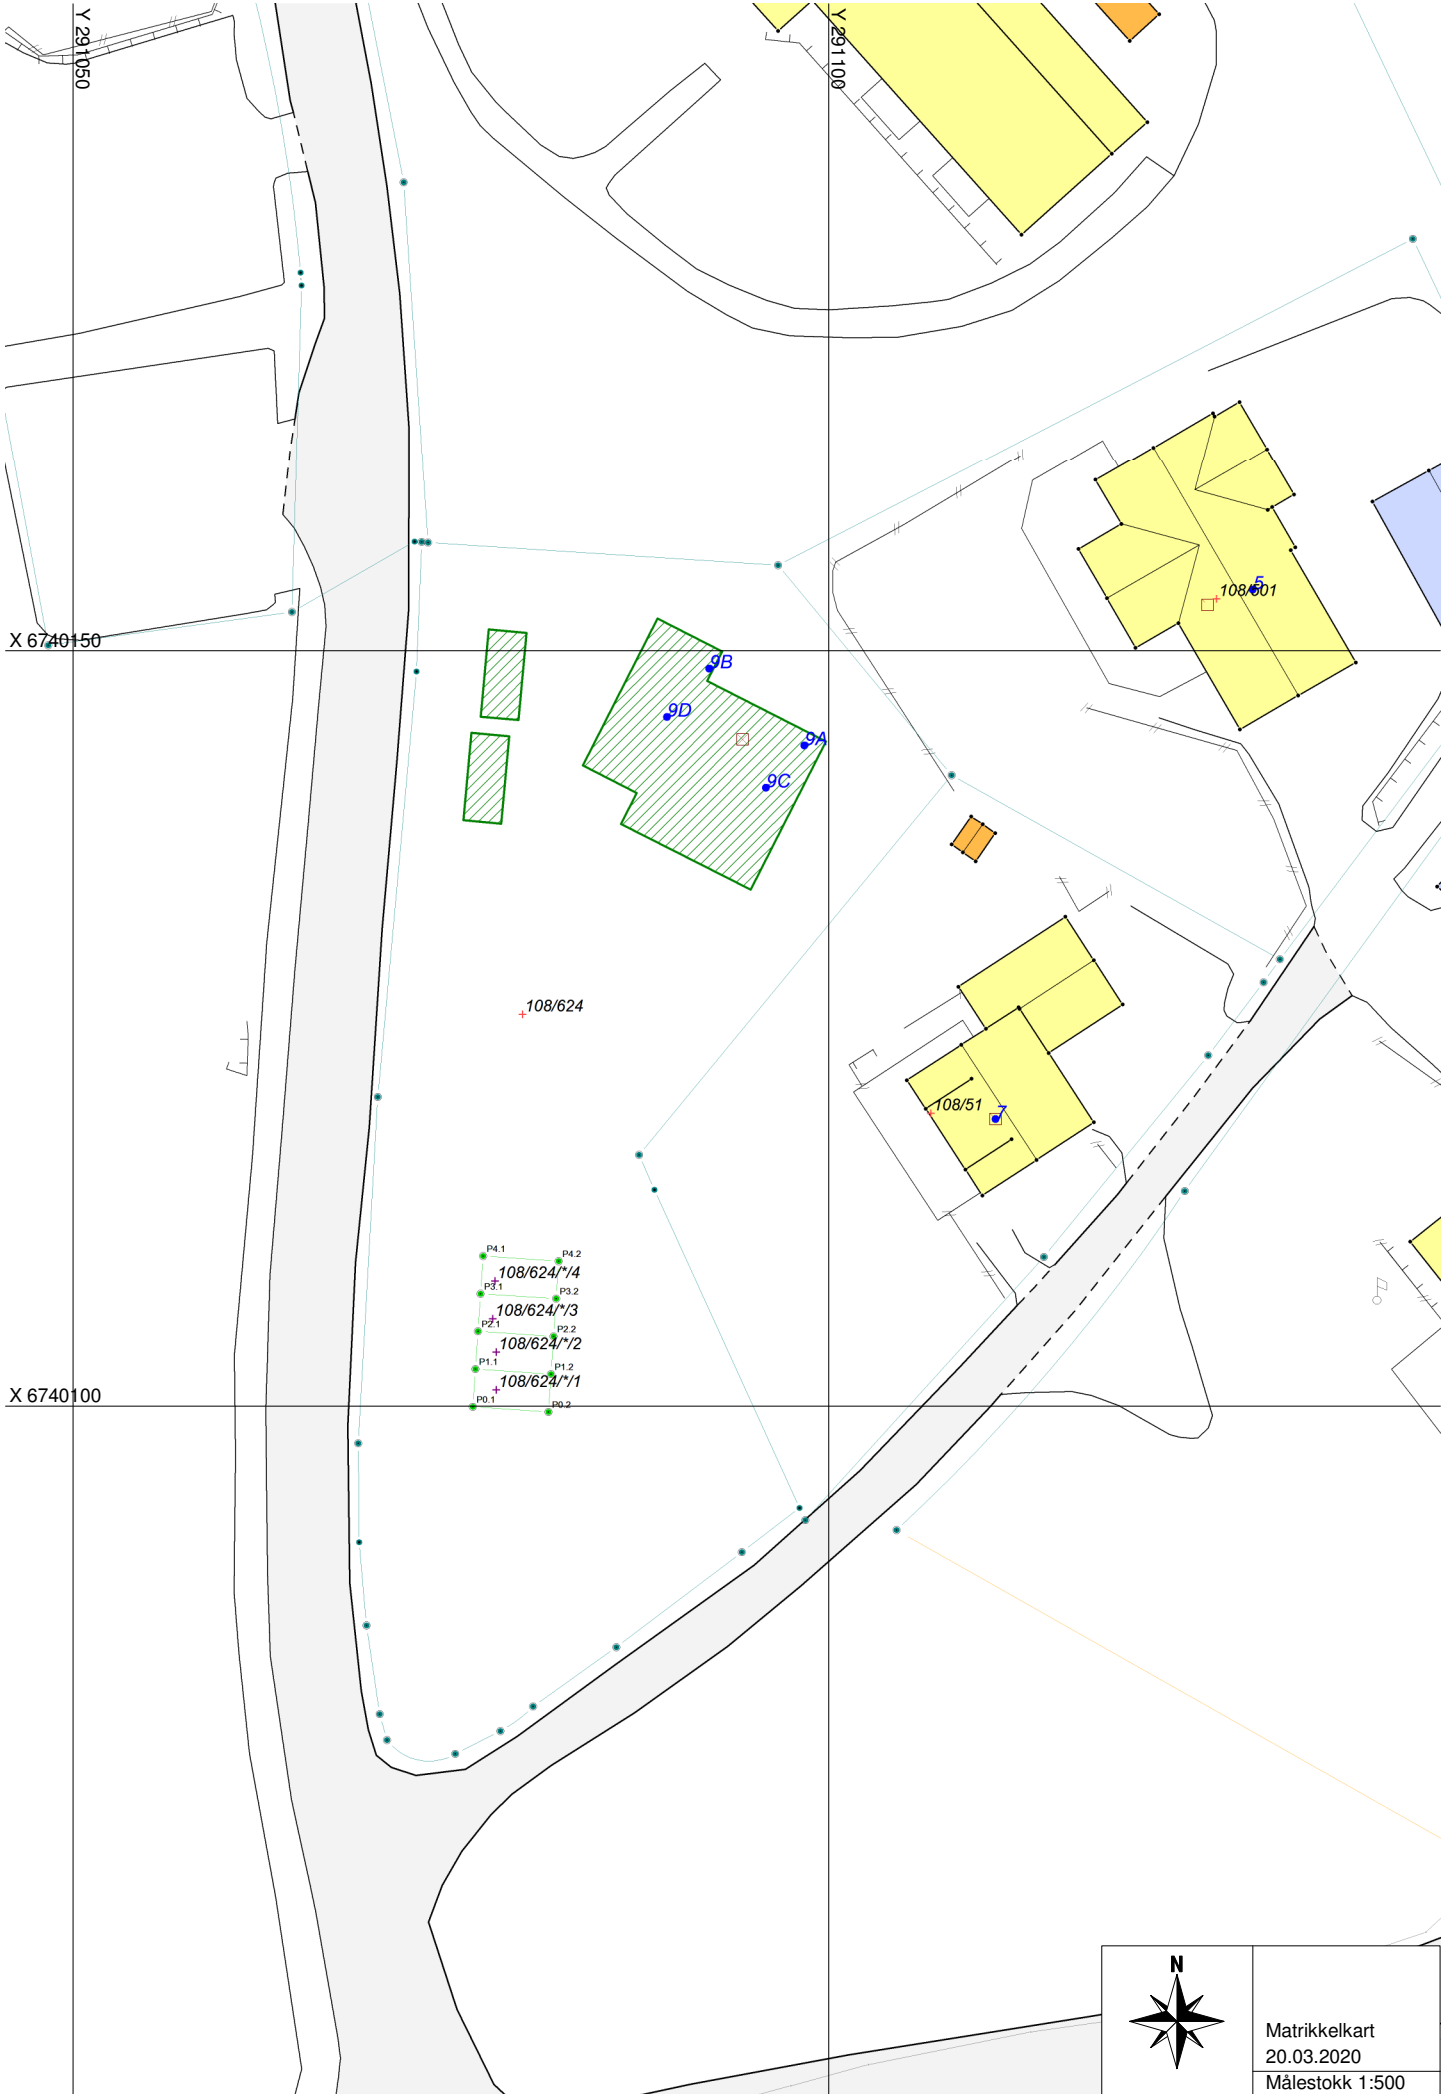 Y 291050
Y 291100
5
108/601
X 6740150
9B
9D
9A
9C
108/624
108/51
7
P4.1
P4.2
108/624/*/4
P3.1
P3.2
108/624/*/3
P2.1
P2.2
108/624/*/2
P1.1
P1.2
108/624/*/1
X 6740100
P0.1
P0.2
N
Matrikkelkart
20.03.2020
Målestokk 1:500